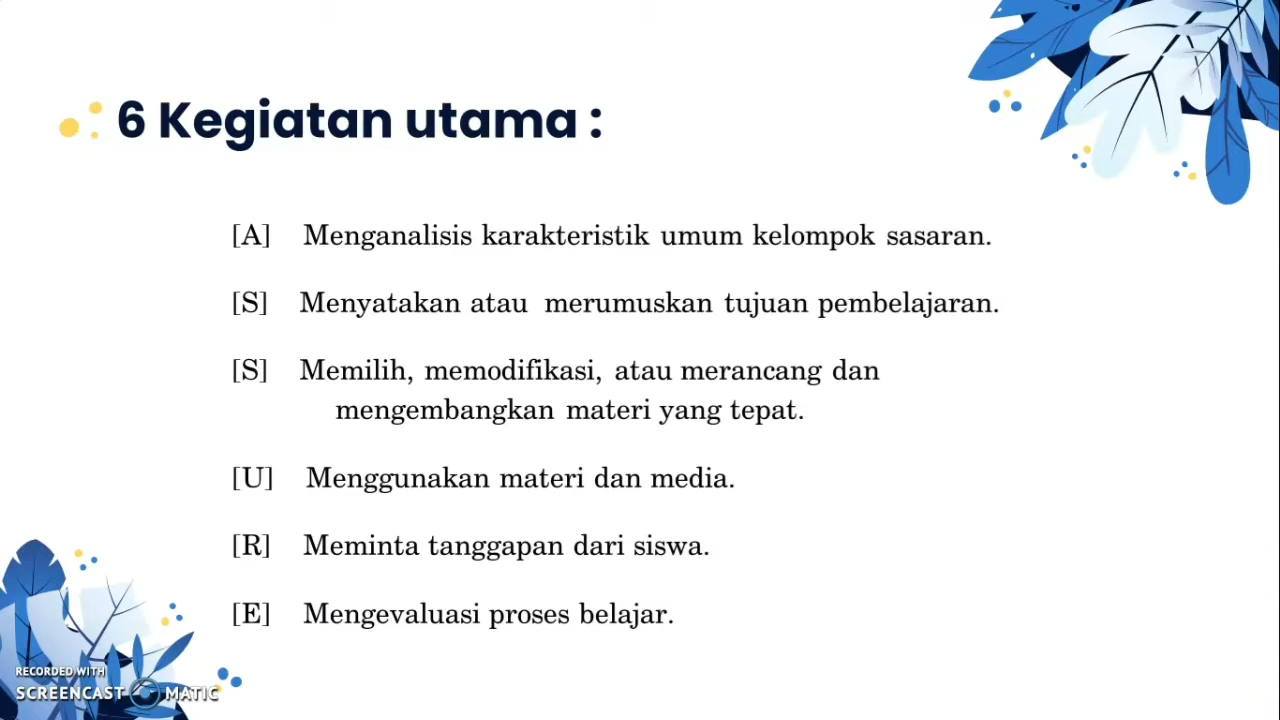 6 Kegiatan utama :
[A] Menganalisis karakteristik umum kelompok sasaran.
[S] Menyatakan atau merumuskan tujuan pembelajaran.
[S] Memilih, memodifikasi, atau merancang dan
mengembangkan materi yang tepat.
[U] Menggunakan materi dan media.
[R] Meminta tanggapan dari siswa.
[E] Mengevaluasi proses belajar.
RECORDED WITH
SCREENCAST MATIC